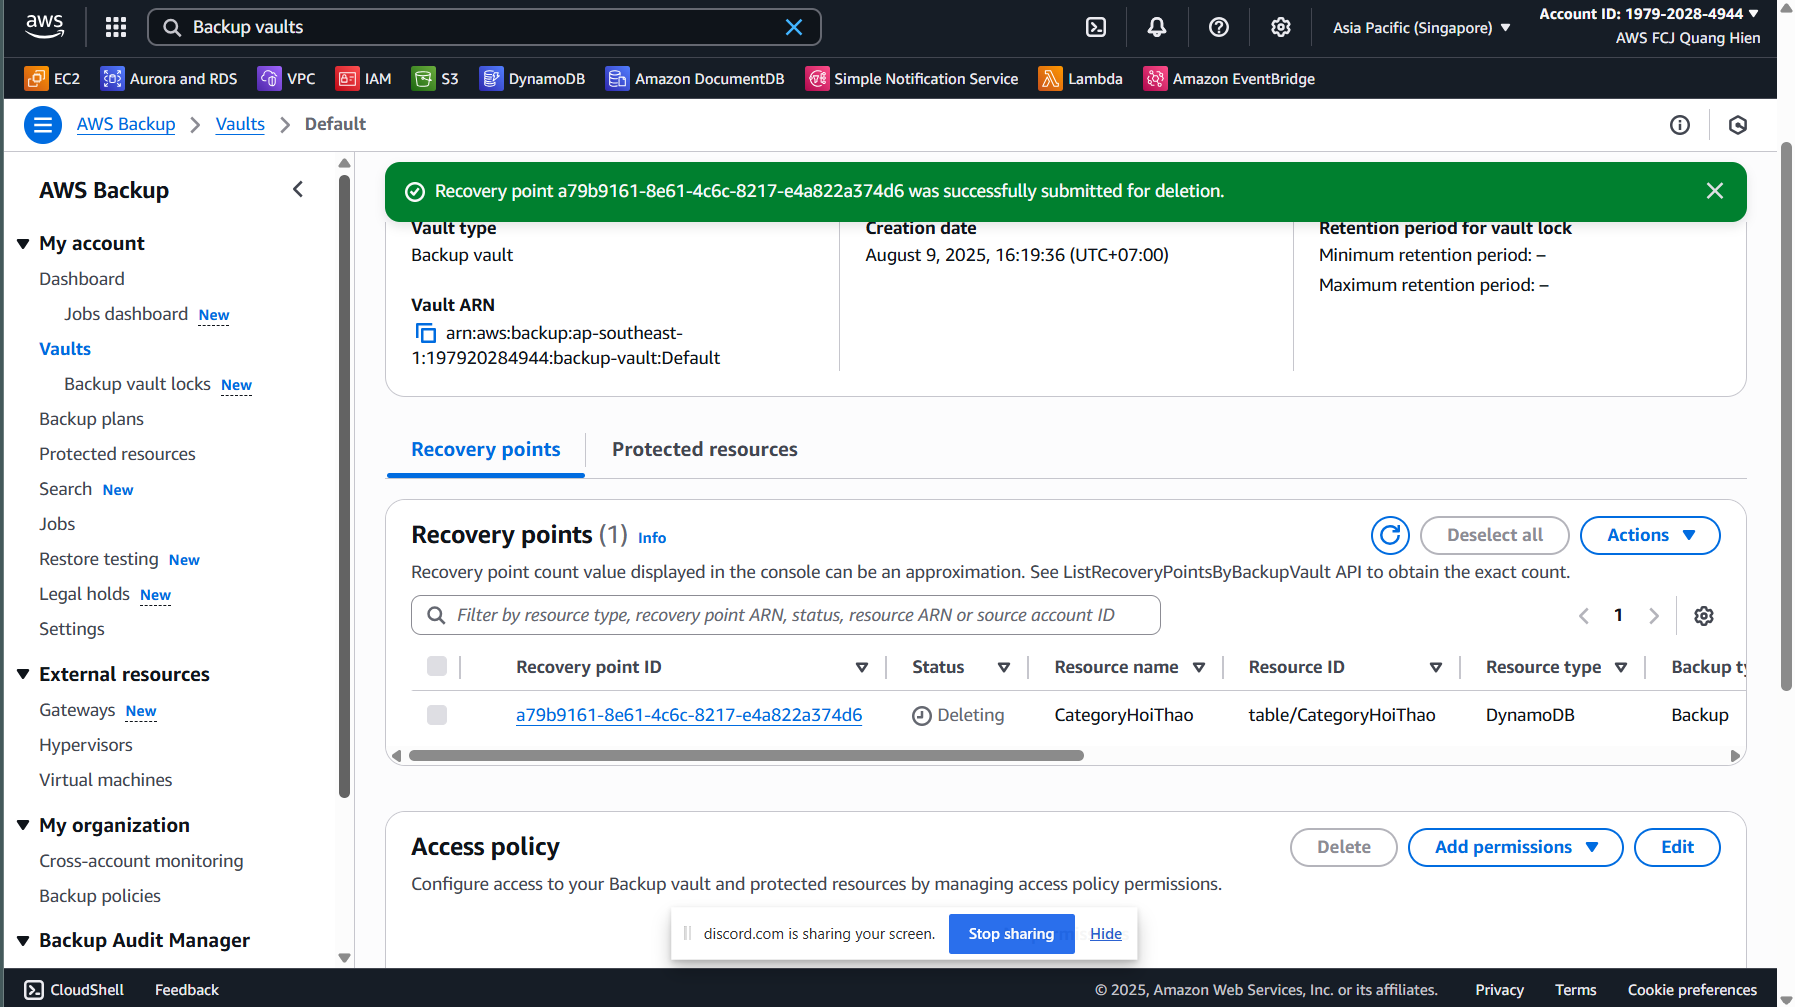 aws
Backup vaults
Asia Pacific (Singapore)
Account ID: 1979-2028-4944
AWS FCJ Quang Hien
EC2
Aurora and RDS
VPC
IAM
S3
DynamoDB
Amazon DocumentDB
Simple Notification Service
Lambda
Amazon EventBridge
AWS Backup
Vaults
Default
AWS Backup
My account
Dashboard
Jobs dashboard New
Vaults
Backup vault locks New
Backup plans
Protected resources
Search New
Jobs
Restore testing New
Legal holds New
Settings
External resources
Gateways New
Hypervisors
Virtual machines
My organization
Cross-account monitoring
Backup policies
Backup Audit Manager
Recovery point a79b9161-8e61-4c6c-8217-e4a822a374d6 was successfully submitted for deletion.
Vault type
Backup vault
Vault ARN
arn:aws:backup:ap-southeast-
1:197920284944:backup-vault:Default
Creation date
August 9, 2025, 16:19:36 (UTC+07:00)
Retention period for vault lock
Minimum retention period: –
Maximum retention period: –
Recovery points
Protected resources
Recovery points (1) Info
Deselect all
Actions
Recovery point count value displayed in the console can be an approximation. See ListRecoveryPointsByBackupVault API to obtain the exact count.
Filter by resource type, recovery point ARN, status, resource ARN or source account ID
1
Recovery point ID
Status
Resource name
Resource ID
Resource type
Backup ty
a79b9161-8e61-4c6c-8217-e4a822a374d6
Deleting
CategoryHoiThao
table/CategoryHoiThao
DynamoDB
Backup
Access policy
Delete
Add permissions
Edit
Configure access to your Backup vault and protected resources by managing access policy permissions.
discord.com is sharing your screen.
Stop sharing
Hide
CloudShell
Feedback
© 2025, Amazon Web Services, Inc. or its affiliates.
Privacy
Terms
Cookie preferences